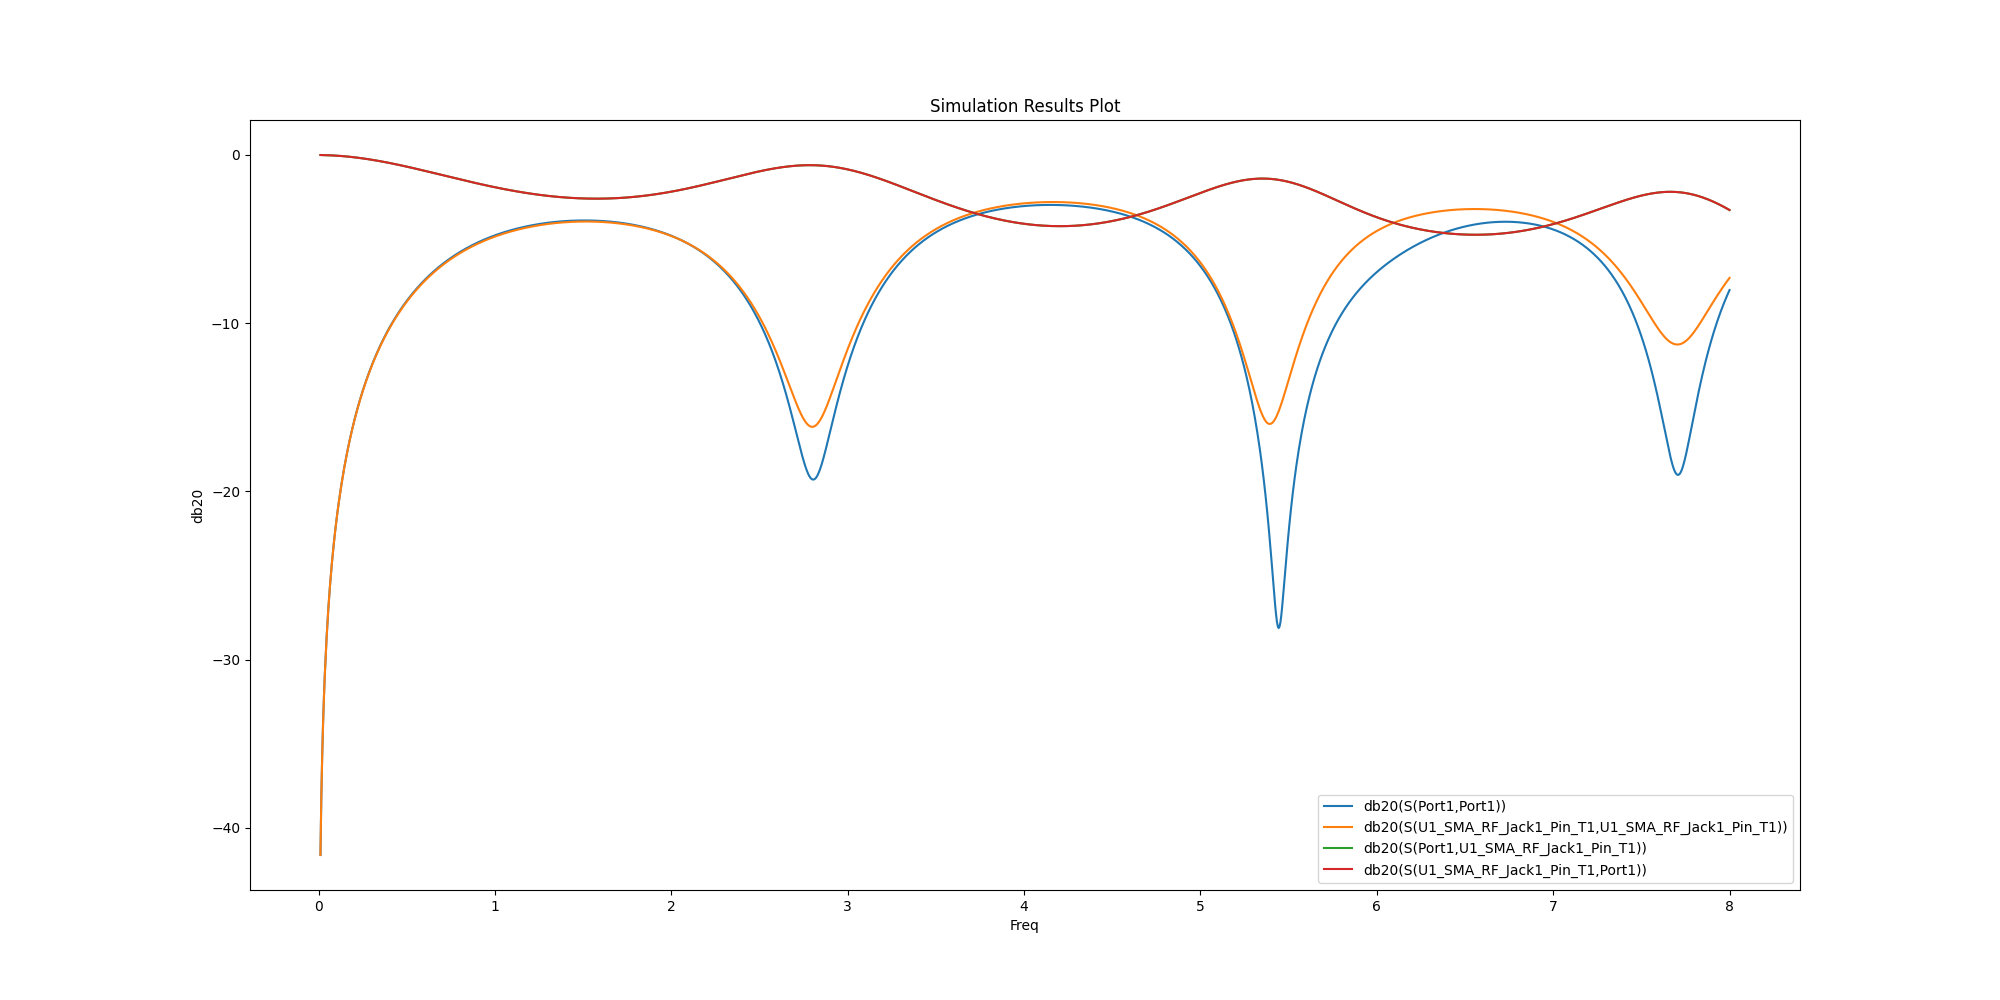 Simulation Results Plot
0
−10
−20
−30
−40
db20
0 1 2 3 4 5 6 7 8
Freq
db20(S(Port1,Port1))
db20(S(U1_SMA_RF_Jack1_Pin_T1,U1_SMA_RF_Jack1_Pin_T1))
db20(S(Port1,U1_SMA_RF_Jack1_Pin_T1))
db20(S(U1_SMA_RF_Jack1_Pin_T1,Port1))